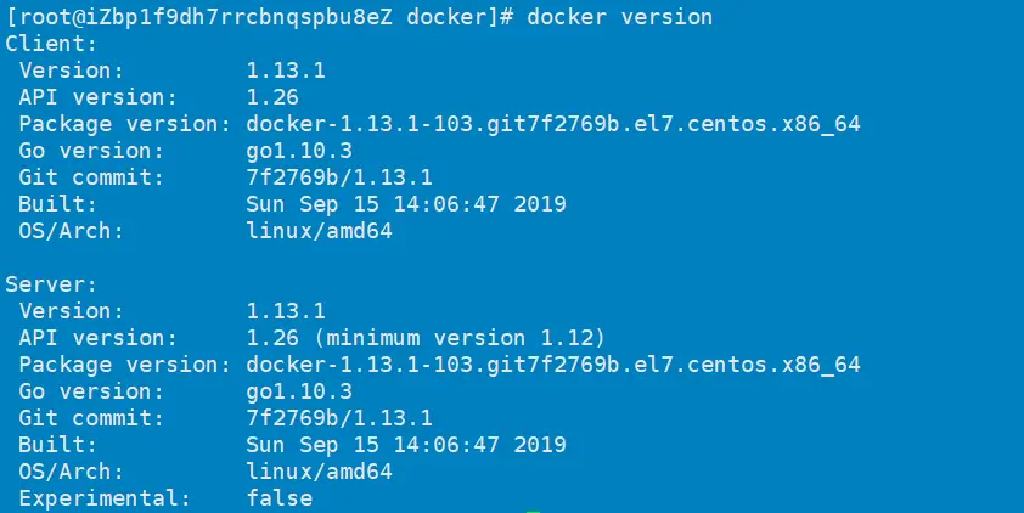 [root@iZbp1f9dh7rrcbnqspbu8eZ docker]# docker version
Client:
 Version:         1.13.1
 API version:     1.26
 Package version: docker-1.13.1-103.git7f2769b.el7.centos.x86_64
 Go version:      go1.10.3
 Git commit:      7f2769b/1.13.1
 Built:           Sun Sep 15 14:06:47 2019
 OS/Arch:         linux/amd64

Server:
 Version:         1.13.1
 API version:     1.26 (minimum version 1.12)
 Package version: docker-1.13.1-103.git7f2769b.el7.centos.x86_64
 Go version:      go1.10.3
 Git commit:      7f2769b/1.13.1
 Built:           Sun Sep 15 14:06:47 2019
 OS/Arch:         linux/amd64
 Experimental:    false